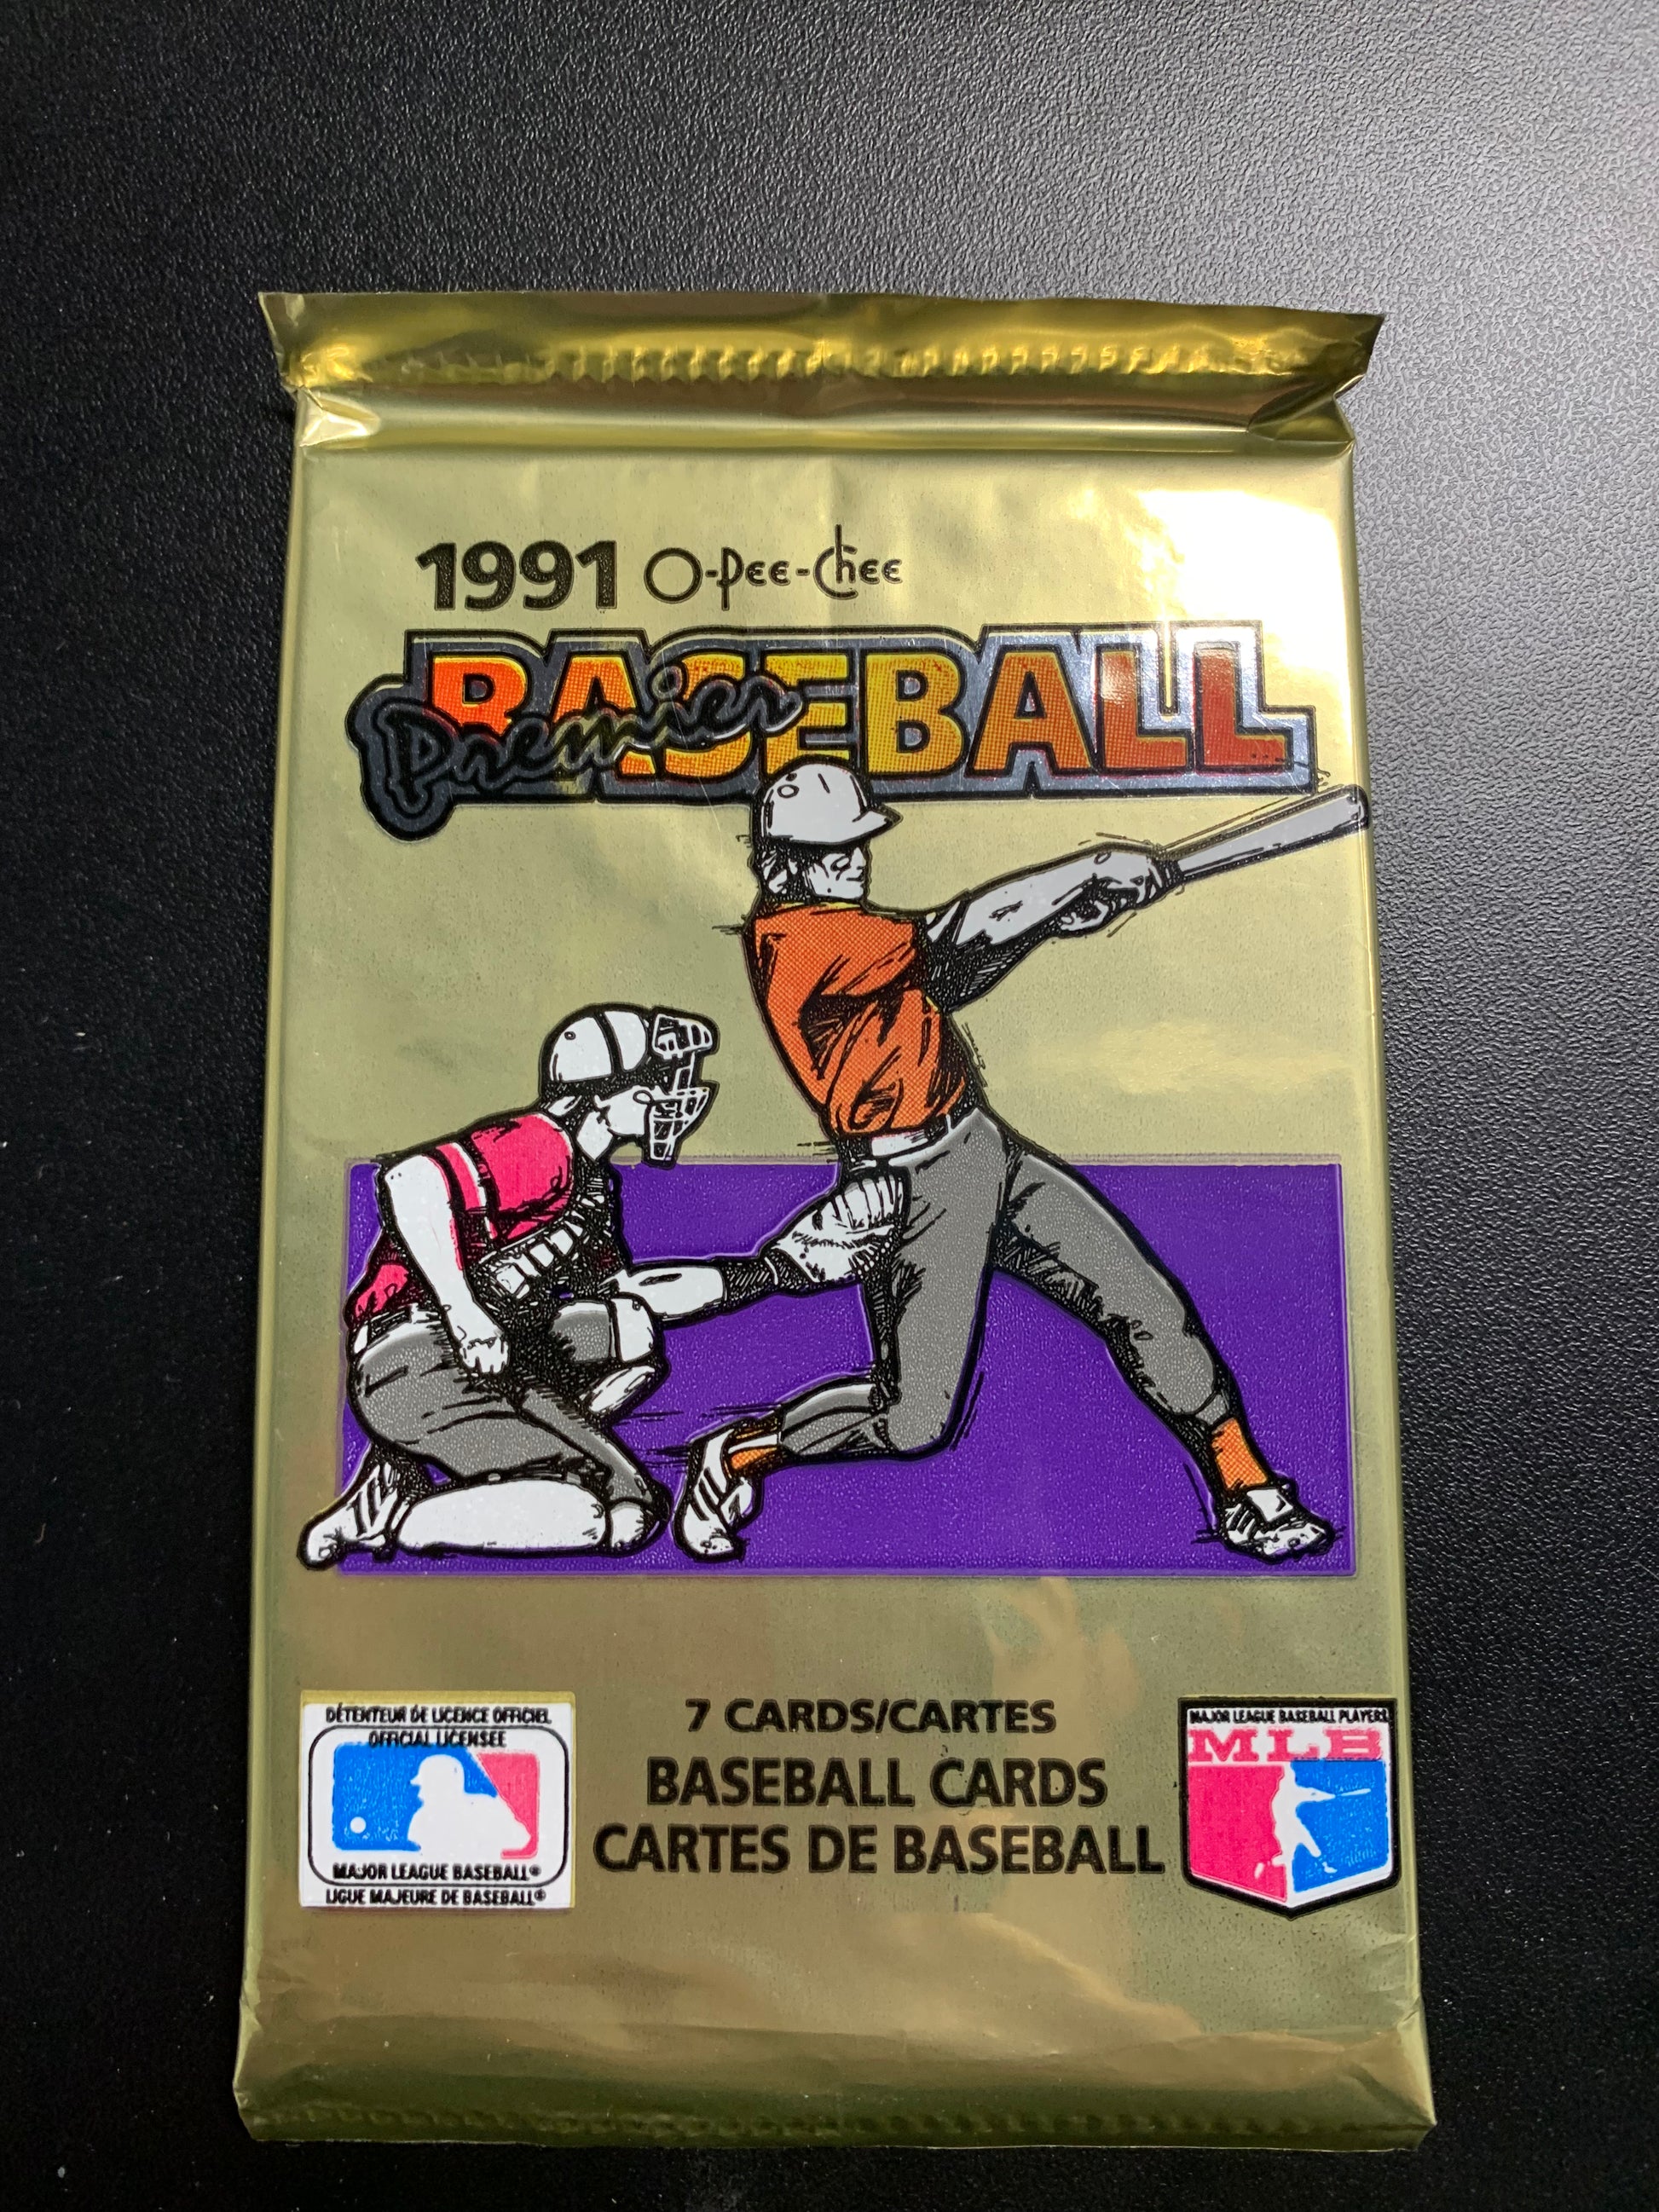 1991 O-Pee-Chee
BASEBALL
Premier
7 CARDS/CARTES
BASEBALL CARDS
CARTES DE BASEBALL
DÉTENTEUR DE LICENCE OFFICIEL
OFFICIAL LICENSEE
MAJOR LEAGUE BASEBALL®
LIGUE MAJEURE DE BASEBALL®
MAJOR LEAGUE BASEBALL PLAYERS
MLB